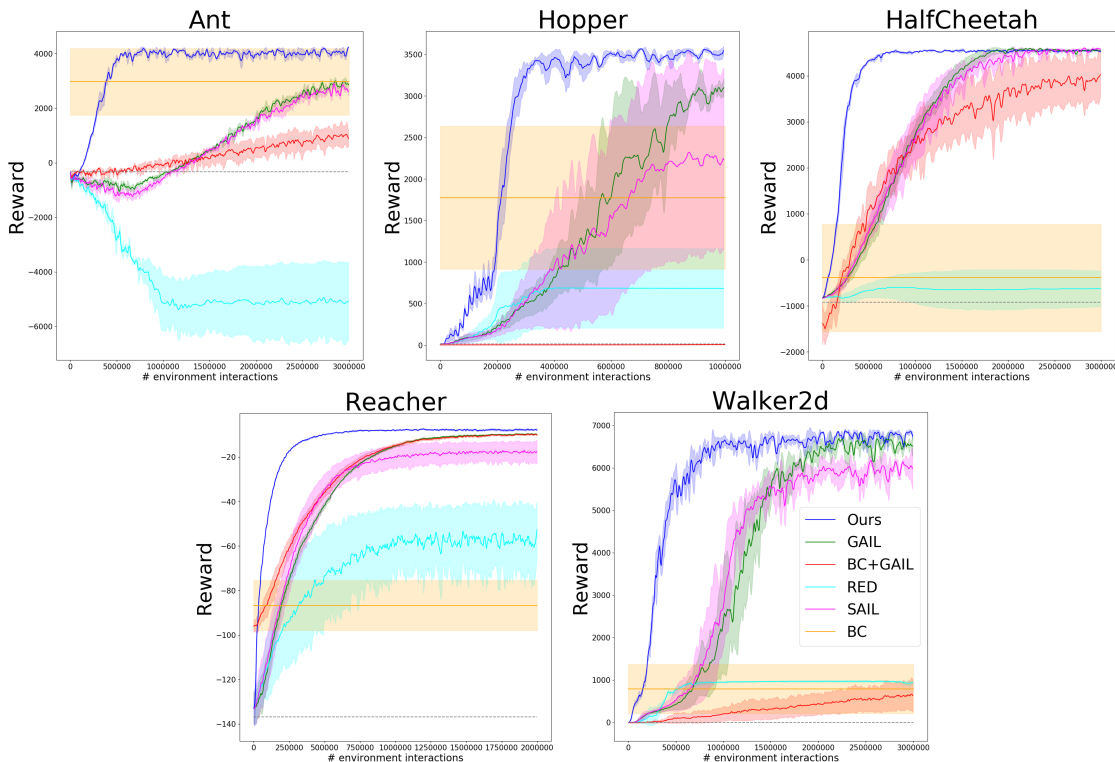 Ant
Reward
4000
2000
0
−2000
−4000
−6000
0 500000 1000000 1500000 2000000 2500000 3000000
# environment interactions
Hopper
Reward
3500
3000
2500
2000
1500
1000
500
0
0 200000 400000 600000 800000 1000000
# environment interactions
HalfCheetah
Reward
4000
3000
2000
1000
0
−1000
−2000
0 500000 1000000 1500000 2000000 2500000 3000000
# environment interactions
Reacher
Reward
−20
−40
−60
−80
−100
−120
−140
0 250000 500000 750000 1000000 1250000 1500000 1750000 2000000
# environment interactions
Walker2d
Reward
7000
6000
5000
4000
3000
2000
1000
0
0 500000 1000000 1500000 2000000 2500000 3000000
# environment interactions
Ours
GAIL
BC+GAIL
RED
SAIL
BC